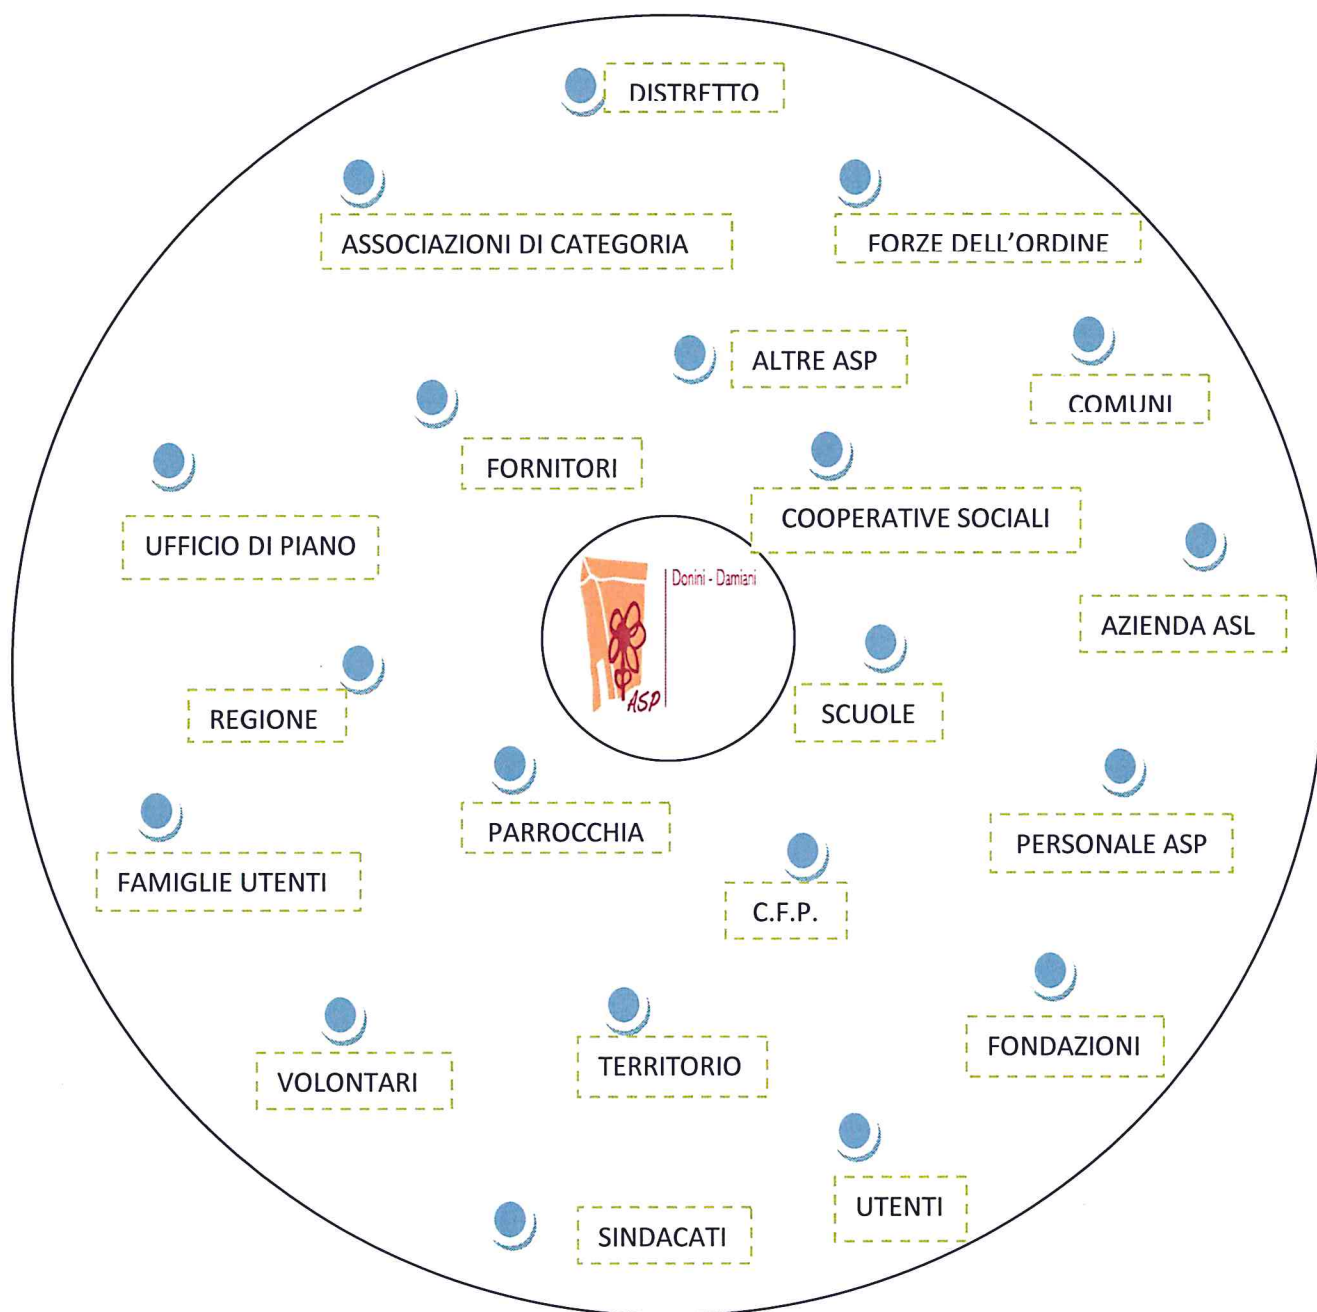 DISTRETTO
ASSOCIAZIONI DI CATEGORIA
FORZE DELL'ORDINE
ALTRE ASP
COMUNI
FORNITORI
COOPERATIVE SOCIALI
UFFICIO DI PIANO
Donini - Damiani
AZIENDA ASL
ASP
REGIONE
SCUOLE
PARROCCHIA
PERSONALE ASP
FAMIGLIE UTENTI
C.F.P.
FONDAZIONI
VOLONTARI
TERRITORIO
UTENTI
SINDACATI